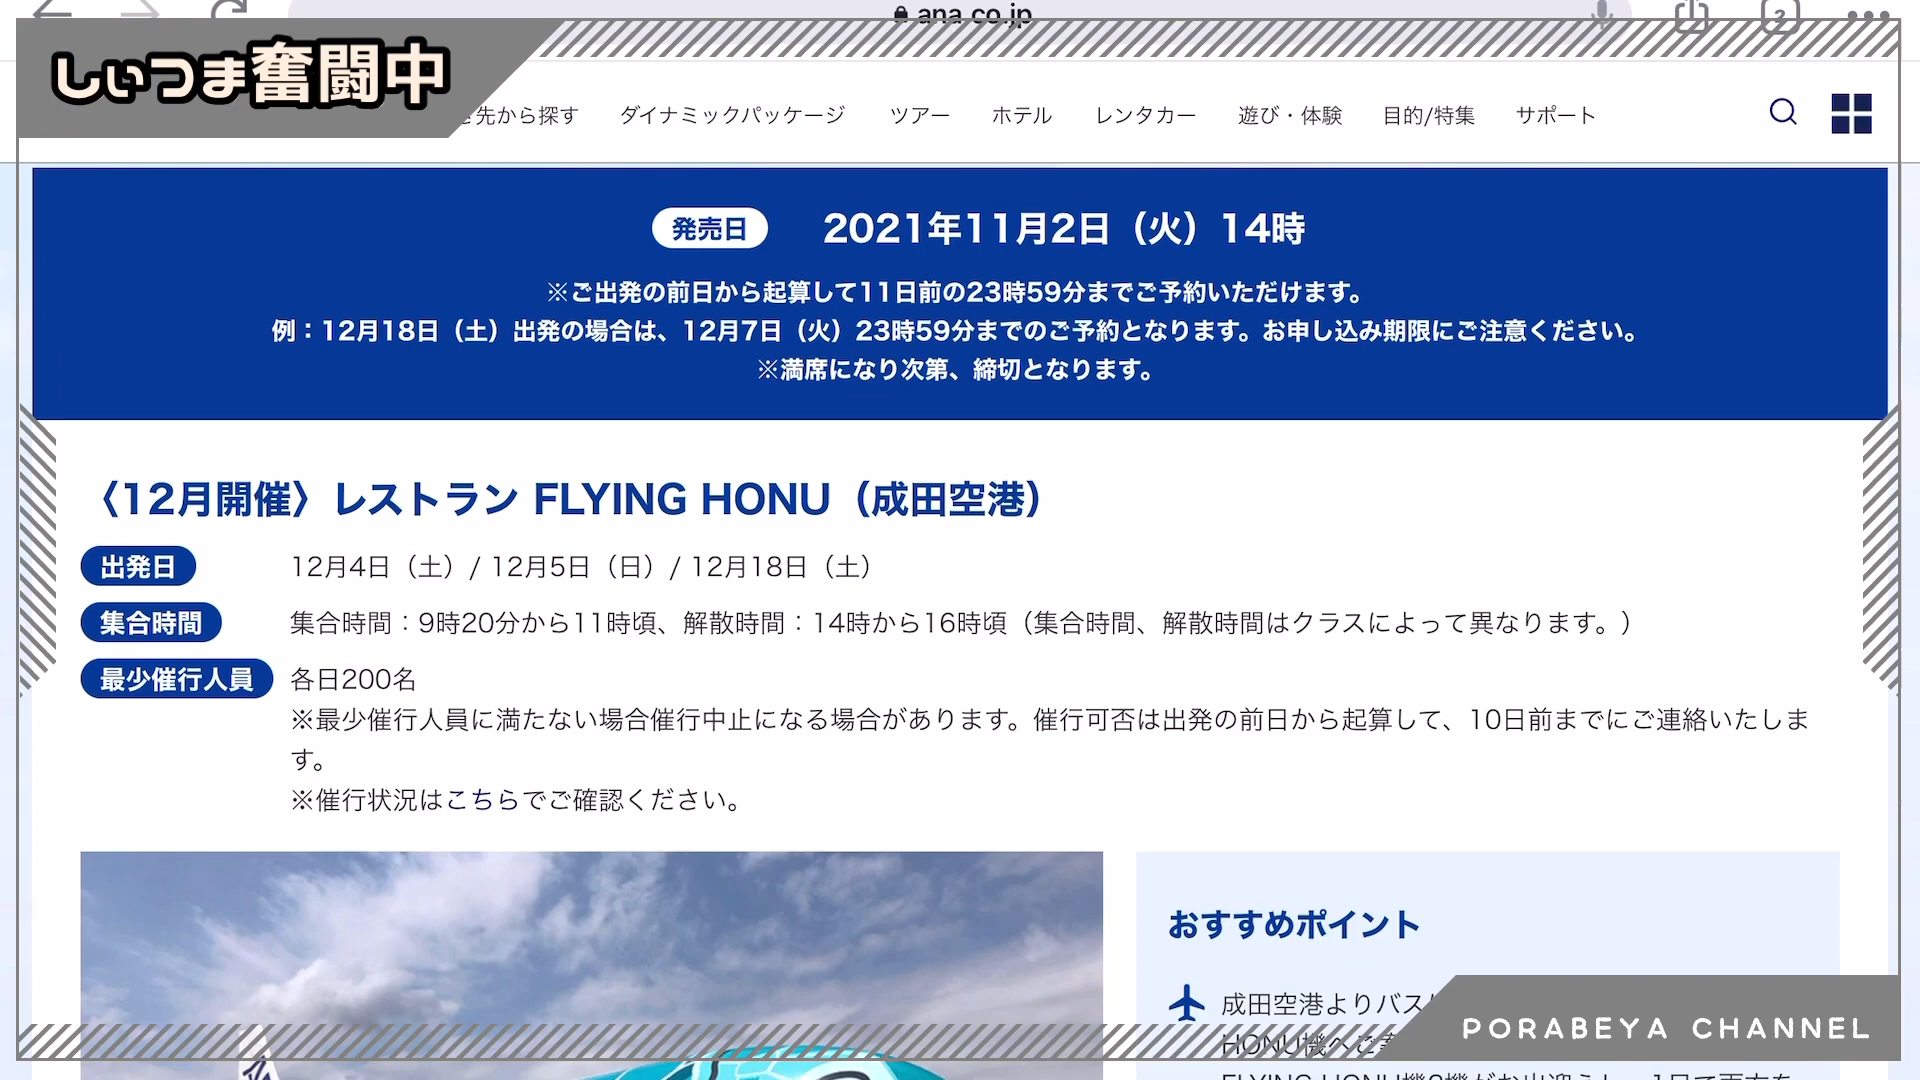 ana.co.jp
2
しぃつま奮闘中
先から探す ダイナミックパッケージ ツアー ホテル レンタカー 遊び・体験 目的/特集 サポート
発売日 2021年11月2日（火）14時
※ご出発の前日から起算して11日前の23時59分までご予約いただけます。
例：12月18日（土）出発の場合は、12月7日（火）23時59分までのご予約となります。お申し込み期限にご注意ください。
※満席になり次第、締切となります。
〈12月開催〉レストラン FLYING HONU（成田空港）
出発日 12月4日（土）/ 12月5日（日）/ 12月18日（土）
集合時間 集合時間：9時20分から11時頃、解散時間：14時から16時頃（集合時間、解散時間はクラスによって異なります。）
最少催行人員 各日200名
※最少催行人員に満たない場合催行中止になる場合があります。催行可否は出発の前日から起算して、10日前までにご連絡いたしま
す。
※催行状況はこちらでご確認ください。
おすすめポイント
成田空港よりバス
HONU機へご
PORABEYA CHANNEL